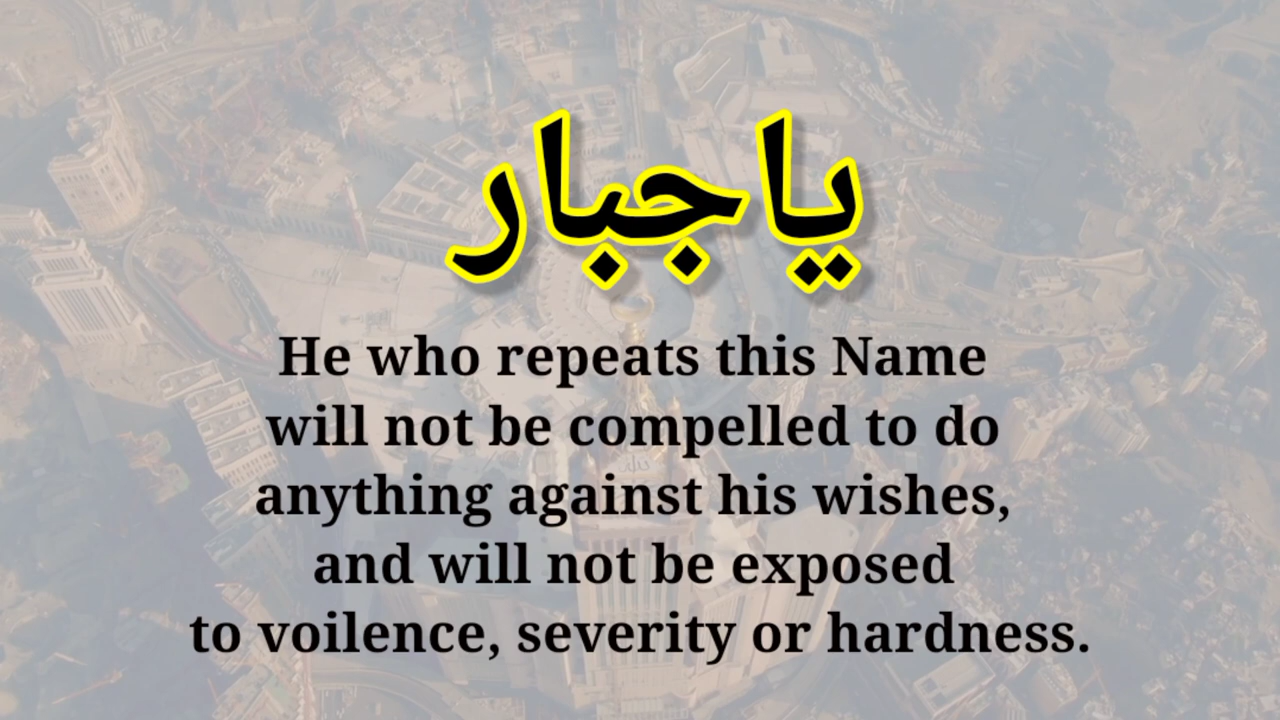 ياجبار
He who repeats this Name
will not be compelled to do
anything against his wishes,
and will not be exposed
to voilence, severity or hardness.